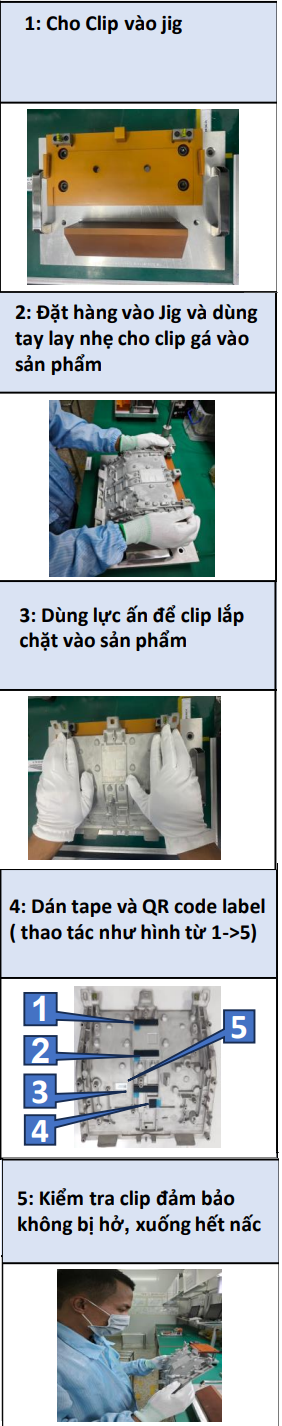 1: Cho Clip vào jig
2: Đặt hàng vào Jig và dùng
tay lay nhẹ cho clip gá vào
sản phẩm
3: Dùng lực ấn để clip lắp
chặt vào sản phẩm
4: Dán tape và QR code label
( thao tác như hình từ 1->5)
1
5
2
3
4
5: Kiểm tra clip đảm bảo
không bị hở, xuống hết nấc